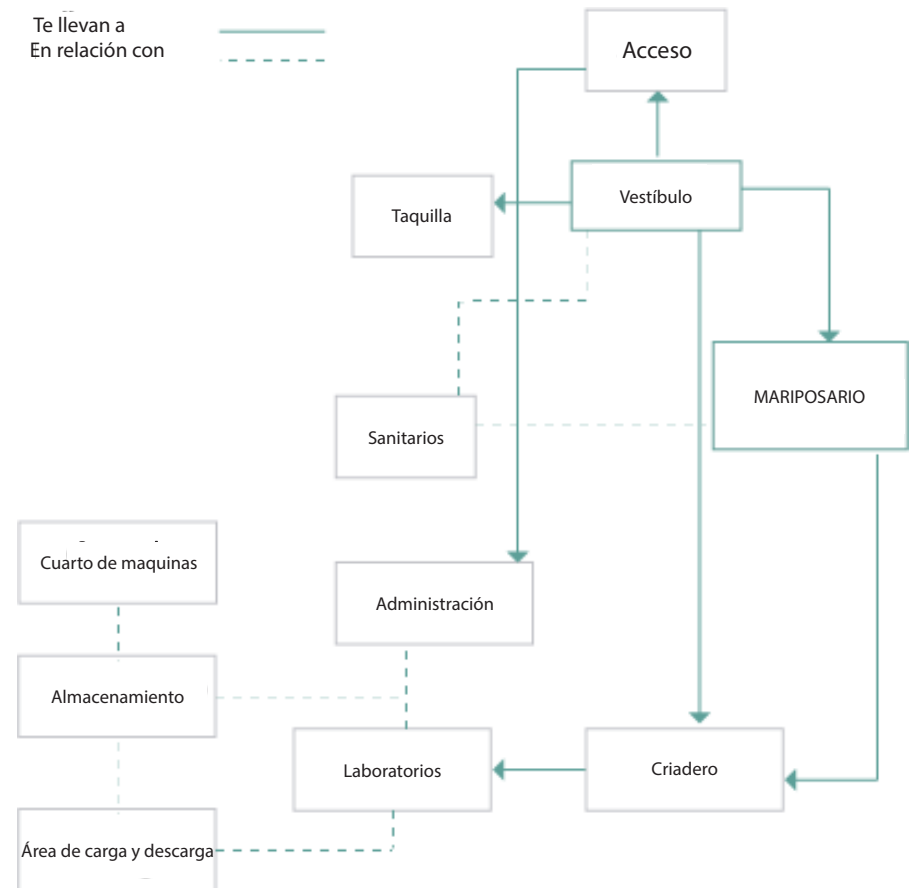 Te llevan a
En relación con
Acceso
Vestíbulo
Taquilla
MARIPOSARIO
Sanitarios
Cuarto de maquinas
Administración
Almacenamiento
Laboratorios
Criadero
Área de carga y descarga